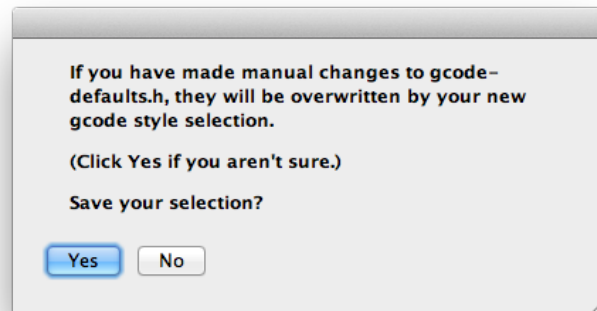 If you have made manual changes to gcode-
defaults.h, they will be overwritten by your new
gcode style selection.
(Click Yes if you aren't sure.)
Save your selection?
Yes
No